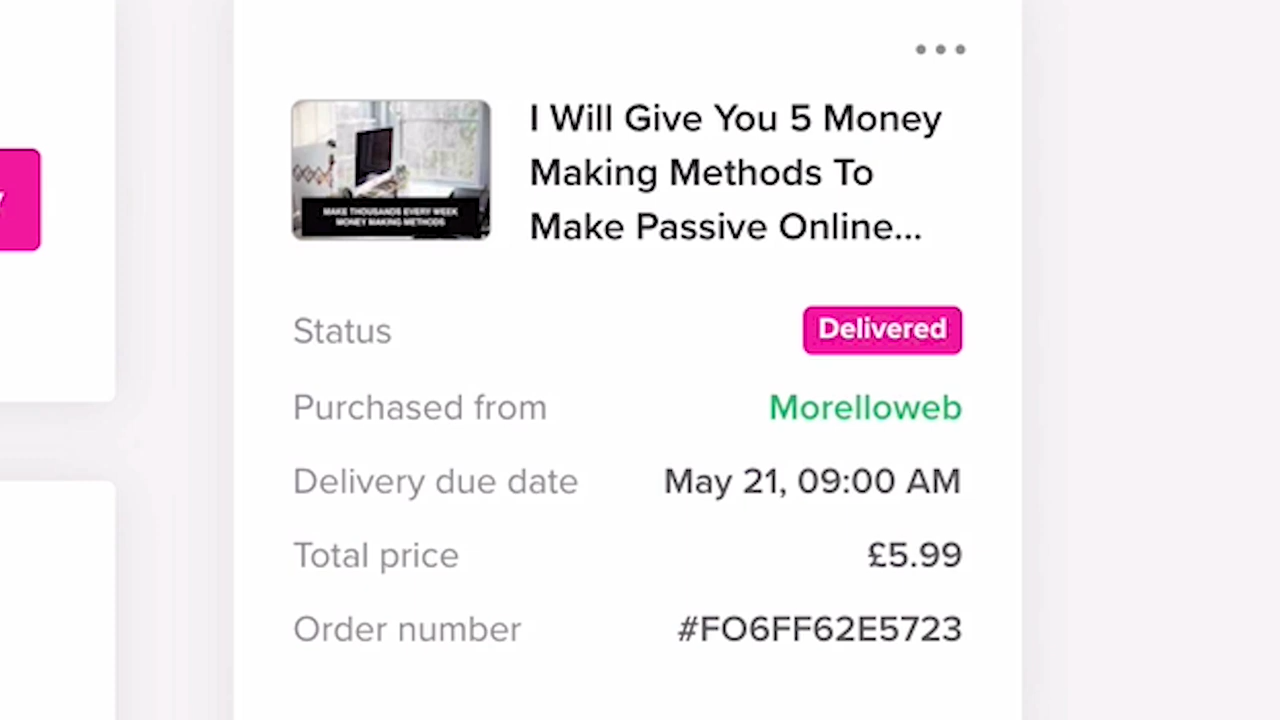 I Will Give You 5 Money
Making Methods To
Make Passive Online...
MAKE THOUSANDS EVERY WEEK
MONEY MAKING METHODS
Status
Delivered
Purchased from
Morelloweb
Delivery due date
May 21, 09:00 AM
Total price
£5.99
Order number
#FO6FF62E5723